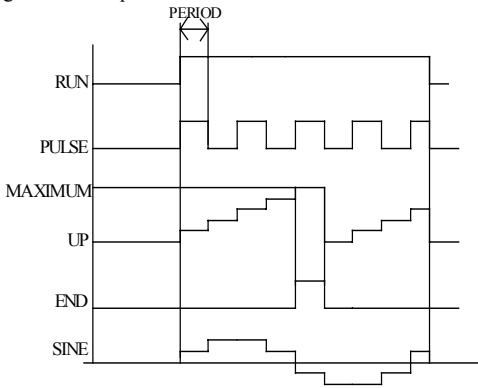 PERIOD
RUN
PULSE
MAXIMUM
UP
END
SINE